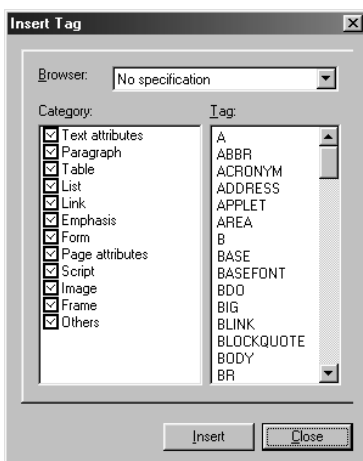 Insert Tag
Browser: No specification
Category:
Text attributes
Paragraph
Table
List
Link
Emphasis
Form
Page attributes
Script
Image
Frame
Others
Tag:
A
ABBR
ACRONYM
ADDRESS
APPLET
AREA
B
BASE
BASEFONT
BDO
BIG
BLINK
BLOCKQUOTE
BODY
BR
Insert Close